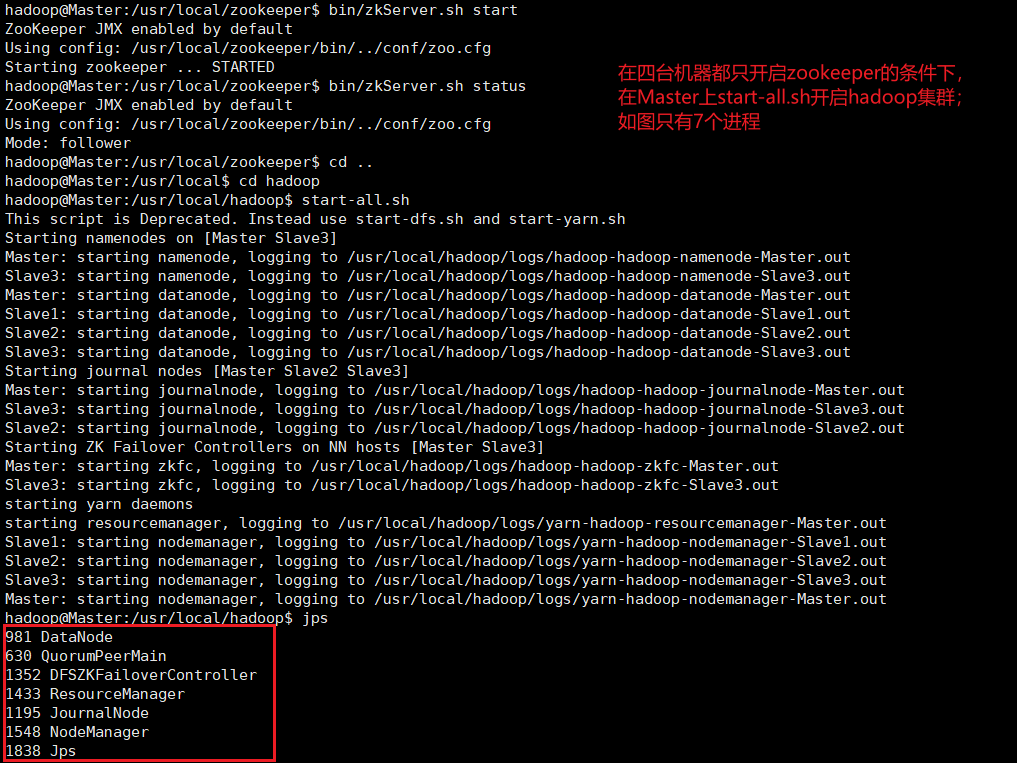 hadoop@Master:/usr/local/zookeeper$ bin/zkServer.sh start
ZooKeeper JMX enabled by default
Using config: /usr/local/zookeeper/bin/../conf/zoo.cfg
Starting zookeeper ... STARTED
hadoop@Master:/usr/local/zookeeper$ bin/zkServer.sh status
ZooKeeper JMX enabled by default
Using config: /usr/local/zookeeper/bin/../conf/zoo.cfg
Mode: follower
hadoop@Master:/usr/local/zookeeper$ cd ..
hadoop@Master:/usr/local$ cd hadoop
hadoop@Master:/usr/local/hadoop$ start-all.sh
This script is Deprecated. Instead use start-dfs.sh and start-yarn.sh
Starting namenodes on [Master Slave3]
Master: starting namenode, logging to /usr/local/hadoop/logs/hadoop-hadoop-namenode-Master.out
Slave3: starting namenode, logging to /usr/local/hadoop/logs/hadoop-hadoop-namenode-Slave3.out
Master: starting datanode, logging to /usr/local/hadoop/logs/hadoop-hadoop-datanode-Master.out
Slave1: starting datanode, logging to /usr/local/hadoop/logs/hadoop-hadoop-datanode-Slave1.out
Slave2: starting datanode, logging to /usr/local/hadoop/logs/hadoop-hadoop-datanode-Slave2.out
Slave3: starting datanode, logging to /usr/local/hadoop/logs/hadoop-hadoop-datanode-Slave3.out
Starting journal nodes [Master Slave2 Slave3]
Master: starting journalnode, logging to /usr/local/hadoop/logs/hadoop-hadoop-journalnode-Master.out
Slave3: starting journalnode, logging to /usr/local/hadoop/logs/hadoop-hadoop-journalnode-Slave3.out
Slave2: starting journalnode, logging to /usr/local/hadoop/logs/hadoop-hadoop-journalnode-Slave2.out
Starting ZK Failover Controllers on NN hosts [Master Slave3]
Master: starting zkfc, logging to /usr/local/hadoop/logs/hadoop-hadoop-zkfc-Master.out
Slave3: starting zkfc, logging to /usr/local/hadoop/logs/hadoop-hadoop-zkfc-Slave3.out
starting yarn daemons
starting resourcemanager, logging to /usr/local/hadoop/logs/yarn-hadoop-resourcemanager-Master.out
Slave1: starting nodemanager, logging to /usr/local/hadoop/logs/yarn-hadoop-nodemanager-Slave1.out
Slave2: starting nodemanager, logging to /usr/local/hadoop/logs/yarn-hadoop-nodemanager-Slave2.out
Slave3: starting nodemanager, logging to /usr/local/hadoop/logs/yarn-hadoop-nodemanager-Slave3.out
Master: starting nodemanager, logging to /usr/local/hadoop/logs/yarn-hadoop-nodemanager-Master.out
hadoop@Master:/usr/local/hadoop$ jps
981 DataNode
630 QuorumPeerMain
1352 DFSZKFailoverController
1433 ResourceManager
1195 JournalNode
1548 NodeManager
1838 Jps
在四台机器都只开启zookeeper的条件下，
在Master上start-all.sh开启hadoop集群；
如图只有7个进程